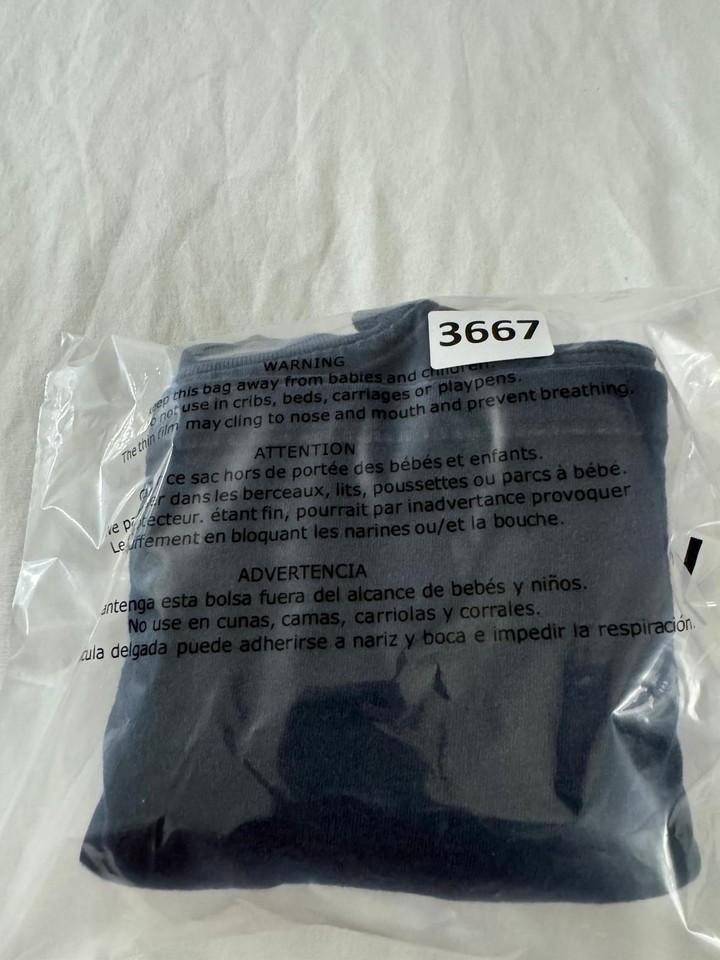 3667
WARNING
this bag away from babies and children.
not use in cribs, beds, carriages or playpens.
The thin film may cling to nose and mouth and prevent breathing.
ATTENTION
ce sac hors de portée des bébés et enfants.
er dans les berceaux, lits, poussettes ou parcs à bébé.
tecteur. étant fin, pourrait par inadvertance provoquer
Le uffement en bloquant les narines ou/et la bouche.
ADVERTENCIA
antenga esta bolsa fuera del alcance de bebés y niños.
No use en cunas, camas, carriolas y corrales.
cula delgada puede adherirse a nariz y boca e impedir la respiración.